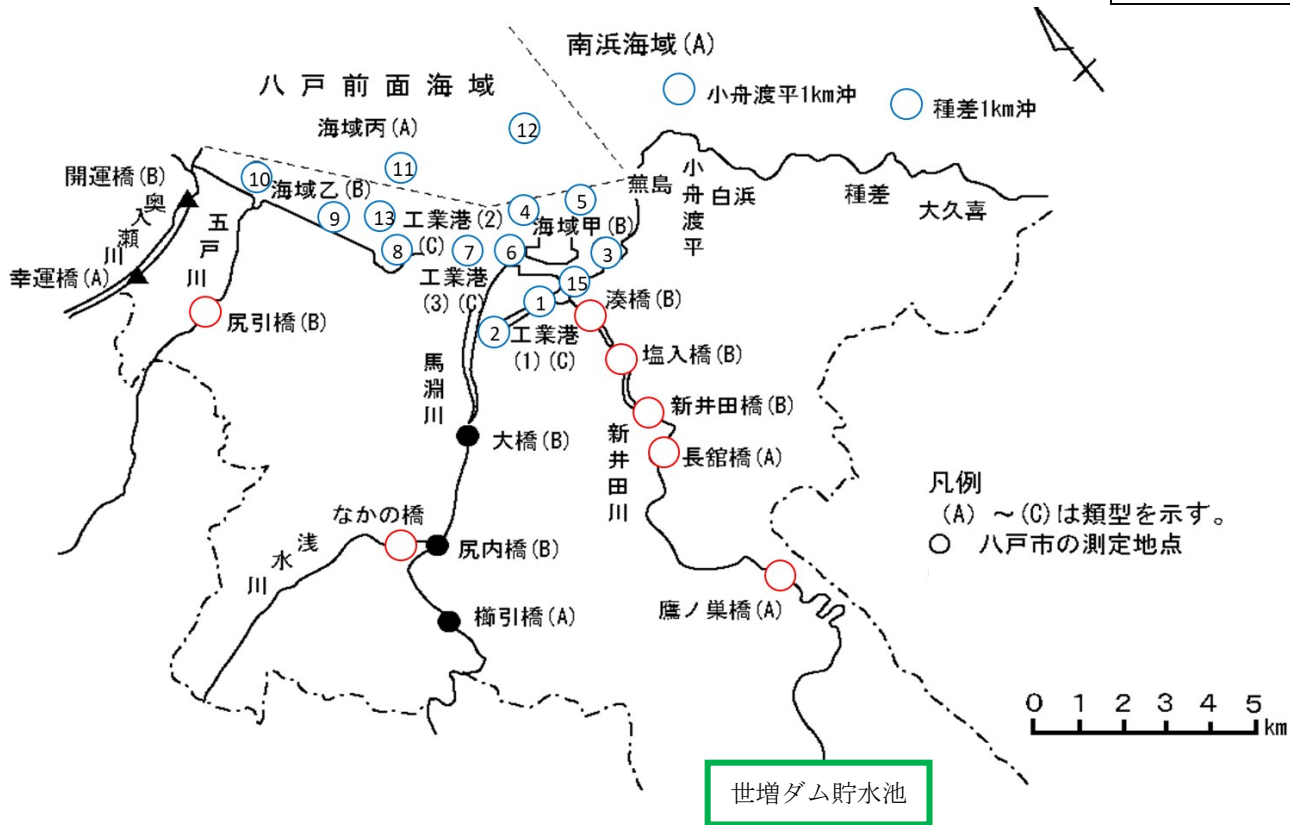 南浜海域(A)
八戸前面海域
小舟渡平1km沖
種差1km沖
海域丙(A)
12
11
開運橋(B)
10
海域乙(B)
蕪島
小舟渡平
白浜
種差
大久喜
奥入瀬川
五戸川
9
13
工業港(2)
(C)
4
5
海域甲(B)
8
7
6
3
幸運橋(A)
工業港
(3)(C)
15
1
湊橋(B)
尻引橋(B)
2
工業港
(1)(C)
馬淵川
塩入橋(B)
新井田橋(B)
大橋(B)
新井田川
長舘橋(A)
凡例
(A) ～(C)は類型を示す。
八戸市の測定地点
なかの橋
浅水川
尻内橋(B)
櫛引橋(A)
鷹ノ巣橋(A)
0 1 2 3 4 5
km
世増ダム貯水池